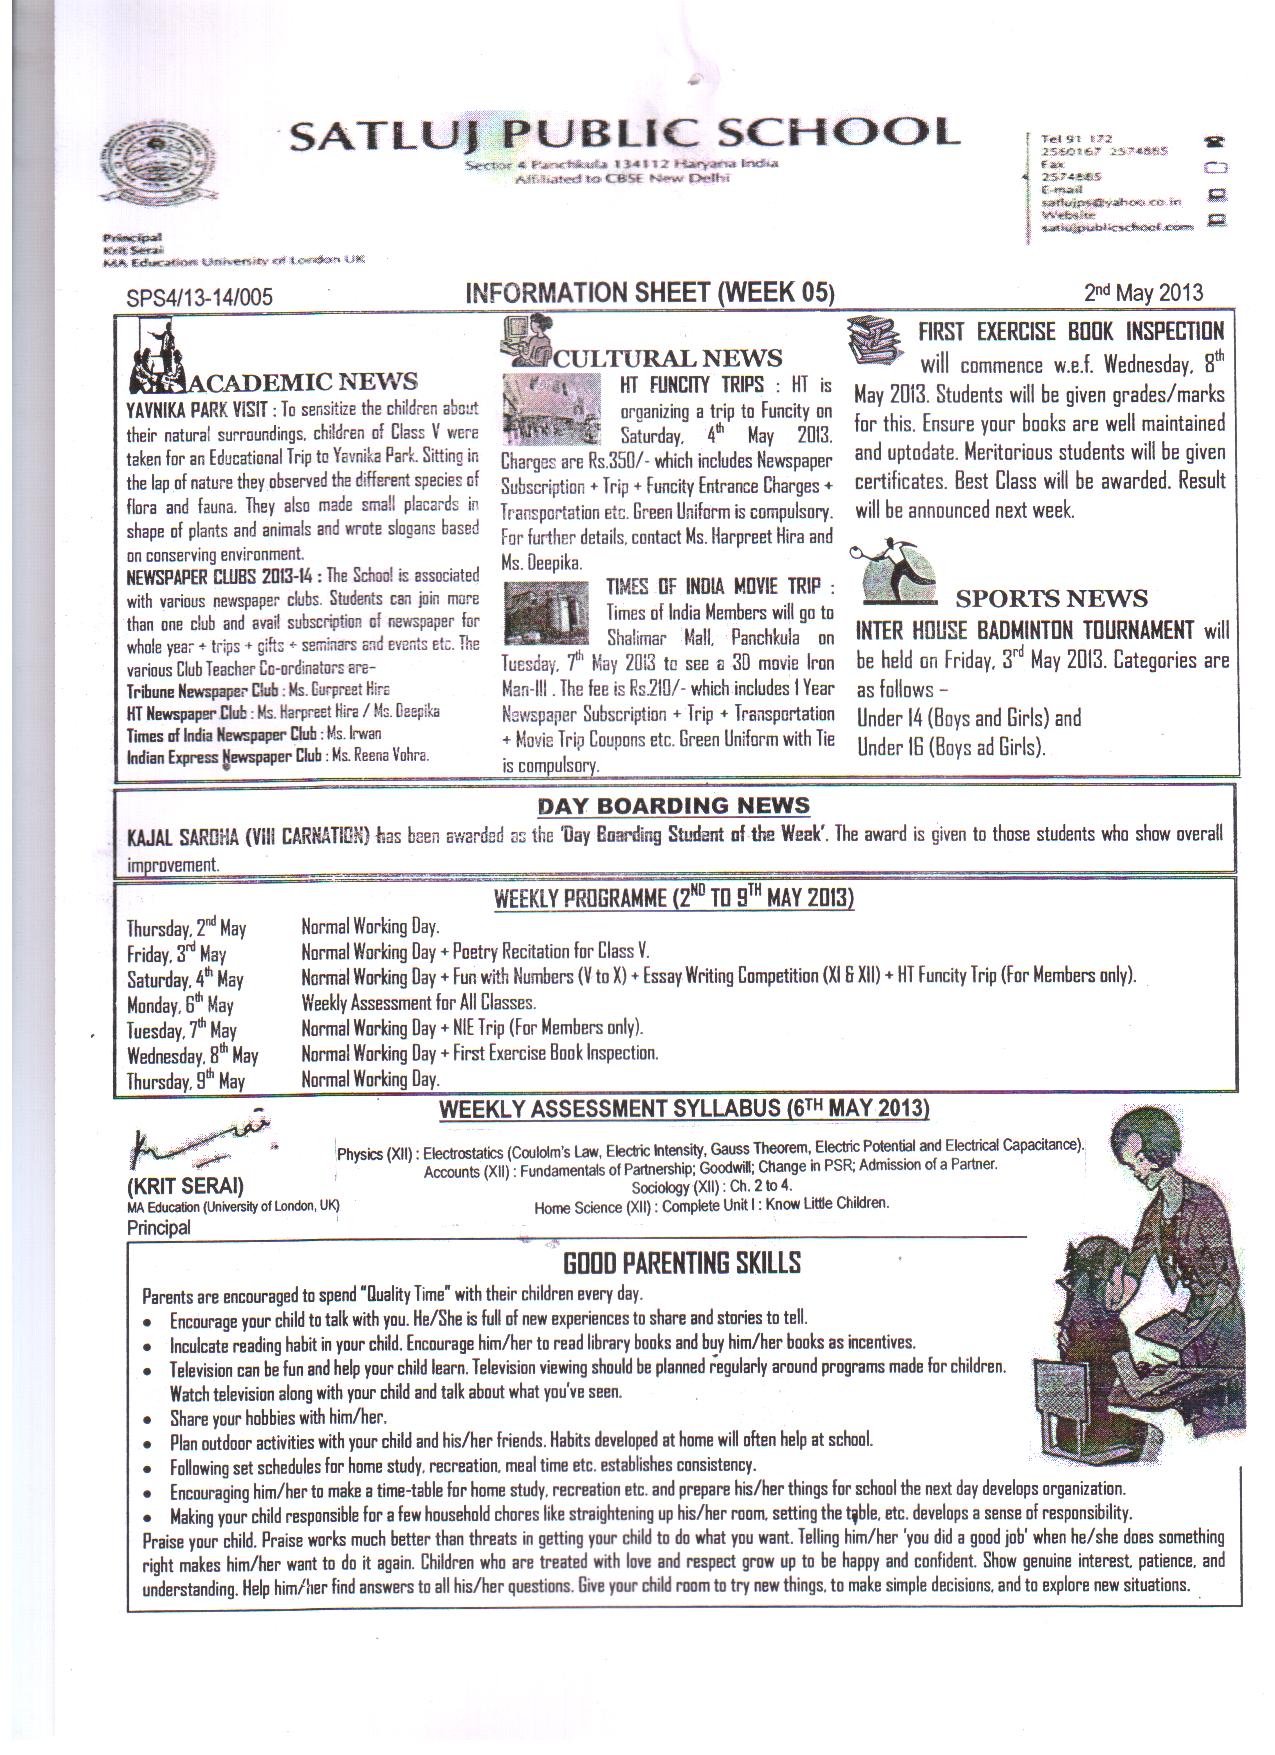 SATLUJ PUBLIC SCHOOL
Sector 4 Panchkula 134112 Haryana India
Affiliated to CBSE New Delhi
Tel 91 172
2560167 2574885
Fax
2574885
E-mail
satlujps@yahoo.co.in
Website
satlujpublicschool.com
Principal
Krit Serai
MA Education University of London UK
SPS4/13-14/005
INFORMATION SHEET (WEEK 05)
2nd May 2013
ACADEMIC NEWS
YAVNIKA PARK VISIT : To sensitize the children about
their natural surroundings, children of Class V were
taken for an Educational Trip to Yavnika Park. Sitting in
the lap of nature they observed the different species of
flora and fauna. They also made small placards in
shape of plants and animals and wrote slogans based
on conserving environment.
NEWSPAPER CLUBS 2013-14 : The School is associated
with various newspaper clubs. Students can join more
than one club and avail subscription of newspaper for
whole year + trips + gifts + seminars and events etc. The
various Club Teacher Co-ordinators are-
Tribune Newspaper Club : Ms. Gurpreet Hira
HT Newspaper Club : Ms. Harpreet Hira / Ms. Deepika
Times of India Newspaper Club : Ms. Irwan
Indian Express Newspaper Club : Ms. Reena Vohra.
CULTURAL NEWS
HT FUNCITY TRIPS : HT is
organizing a trip to Funcity on
Saturday, 4th May 2013.
Charges are Rs.350/- which includes Newspaper
Subscription + Trip + Funcity Entrance Charges +
Transportation etc. Green Uniform is compulsory.
For further details, contact Ms. Harpreet Hira and
Ms. Deepika.
TIMES OF INDIA MOVIE TRIP :
Times of India Members will go to
Shalimar Mall, Panchkula on
Tuesday, 7th May 2013 to see a 3D movie Iron
Man-III . The fee is Rs.210/- which includes 1 Year
Newspaper Subscription + Trip + Transportation
+ Movie Trip Coupons etc. Green Uniform with Tie
is compulsory.
FIRST EXERCISE BOOK INSPECTION
will commence w.e.f. Wednesday, 8th
May 2013. Students will be given grades/marks
for this. Ensure your books are well maintained
and uptodate. Meritorious students will be given
certificates. Best Class will be awarded. Result
will be announced next week.
SPORTS NEWS
INTER HOUSE BADMINTON TOURNAMENT will
be held on Friday, 3rd May 2013. Categories are
as follows –
Under 14 (Boys and Girls) and
Under 16 (Boys ad Girls).
DAY BOARDING NEWS
KAJAL SARDHA (VIII CARNATION) has been awarded as the 'Day Boarding Student of the Week'. The award is given to those students who show overall
improvement.
WEEKLY PROGRAMME (2ND TO 9TH MAY 2013)
Thursday, 2nd May Normal Working Day.
Friday, 3rd May Normal Working Day + Poetry Recitation for Class V.
Saturday, 4th May Normal Working Day + Fun with Numbers (V to X) + Essay Writing Competition (XI & XII) + HT Funcity Trip (For Members only).
Monday, 6th May Weekly Assessment for All Classes.
Tuesday, 7th May Normal Working Day + NIE Trip (For Members only).
Wednesday, 8th May Normal Working Day + First Exercise Book Inspection.
Thursday, 9th May Normal Working Day.
WEEKLY ASSESSMENT SYLLABUS (6TH MAY 2013)
Physics (XII) : Electrostatics (Coulolm's Law, Electric Intensity, Gauss Theorem, Electric Potential and Electrical Capacitance).
Accounts (XII) : Fundamentals of Partnership; Goodwill; Change in PSR; Admission of a Partner.
Sociology (XII) : Ch. 2 to 4.
Home Science (XII) : Complete Unit I : Know Little Children.
(KRIT SERAI)
MA Education (University of London, UK)
Principal
GOOD PARENTING SKILLS
Parents are encouraged to spend "Quality Time" with their children every day.
• Encourage your child to talk with you. He/She is full of new experiences to share and stories to tell.
• Inculcate reading habit in your child. Encourage him/her to read library books and buy him/her books as incentives.
• Television can be fun and help your child learn. Television viewing should be planned regularly around programs made for children.
Watch television along with your child and talk about what you've seen.
• Share your hobbies with him/her.
• Plan outdoor activities with your child and his/her friends. Habits developed at home will often help at school.
• Following set schedules for home study, recreation, meal time etc. establishes consistency.
• Encouraging him/her to make a time-table for home study, recreation etc. and prepare his/her things for school the next day develops organization.
• Making your child responsible for a few household chores like straightening up his/her room, setting the table, etc. develops a sense of responsibility.
Praise your child. Praise works much better than threats in getting your child to do what you want. Telling him/her 'you did a good job' when he/she does something
right makes him/her want to do it again. Children who are treated with love and respect grow up to be happy and confident. Show genuine interest, patience, and
understanding. Help him/her find answers to all his/her questions. Give your child room to try new things, to make simple decisions, and to explore new situations.